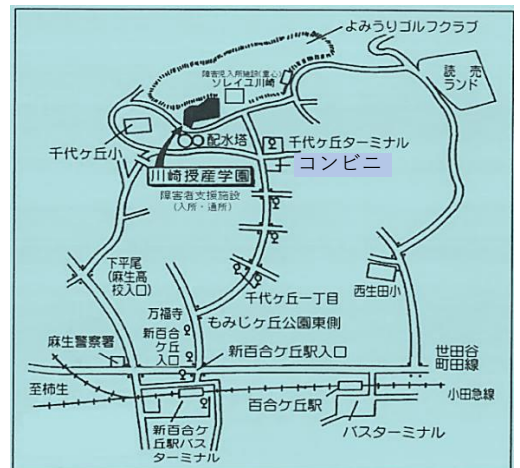 よみうりゴルフクラブ
読売
ランド
障害児入所施設(重心)
ソレイユ川崎
千代ヶ丘小
配水塔
千代ヶ丘ターミナル
コンビニ
川崎授産学園
障害者支援施設
(入所・通所)
下平尾
(麻生高
校入口)
千代ヶ丘一丁目
西生田小
万福寺
もみじヶ丘公園東側
新百合
ケ丘
入口
麻生警察署
新百合ケ丘駅入口
世田谷
町田線
至柿生
百合ケ丘駅
小田急線
新百合ケ
丘駅バス
ターミナル
バスターミナル